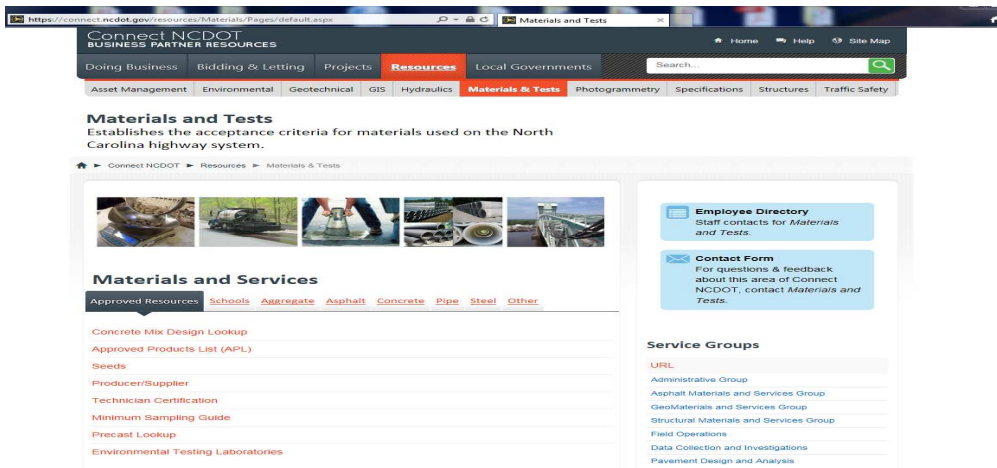 https://connect.ncdot.gov/resources/Materials/Pages/default.aspx
Materials and Tests
Connect NCDOT
BUSINESS PARTNER RESOURCES
Home Help Site Map
Doing Business Bidding & Letting Projects Resources Local Governments Search...
Asset Management Environmental Geotechnical GIS Hydraulics Materials & Tests Photogrammetry Specifications Structures Traffic Safety
Materials and Tests
Establishes the acceptance criteria for materials used on the North
Carolina highway system.
Connect NCDOT ► Resources ► Materials & Tests
Materials and Services
Approved Resources Schools Aggregate Asphalt Concrete Pipe Steel Other
Concrete Mix Design Lookup
Approved Products List (APL)
Seeds
Producer/Supplier
Technician Certification
Minimum Sampling Guide
Precast Lookup
Environmental Testing Laboratories
Employee Directory
Staff contacts for Materials
and Tests.
Contact Form
For questions & feedback
about this area of Connect
NCDOT, contact Materials and
Tests.
Service Groups
URL
Administrative Group
Asphalt Materials and Services Group
GeoMaterials and Services Group
Structural Materials and Services Group
Field Operations
Data Collection and Investigations
Pavement Design and Analysis